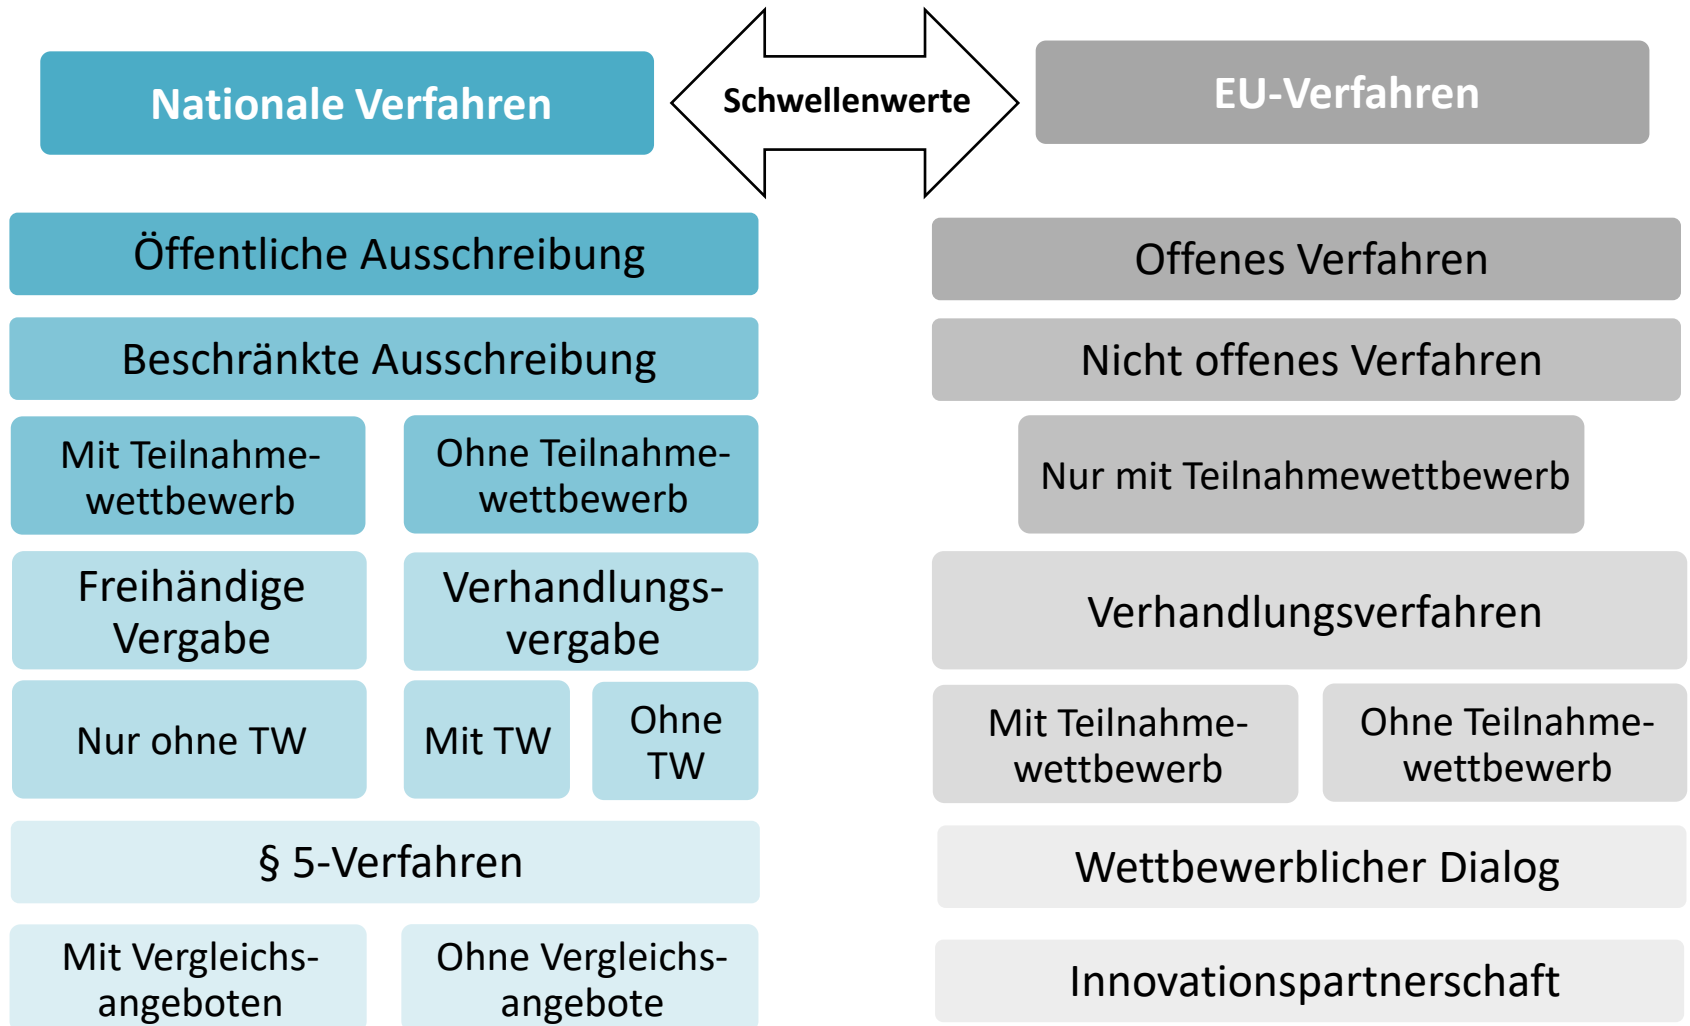 Nationale Verfahren
Schwellenwerte
EU-Verfahren
Öffentliche Ausschreibung
Offenes Verfahren
Beschränkte Ausschreibung
Nicht offenes Verfahren
Mit Teilnahme-
wettbewerb
Ohne Teilnahme-
wettbewerb
Nur mit Teilnahmewettbewerb
Freihändige
Vergabe
Verhandlungs-
vergabe
Verhandlungsverfahren
Nur ohne TW
Mit TW
Ohne
TW
Mit Teilnahme-
wettbewerb
Ohne Teilnahme-
wettbewerb
§ 5-Verfahren
Wettbewerblicher Dialog
Mit Vergleichs-
angeboten
Ohne Vergleichs-
angebote
Innovationspartnerschaft